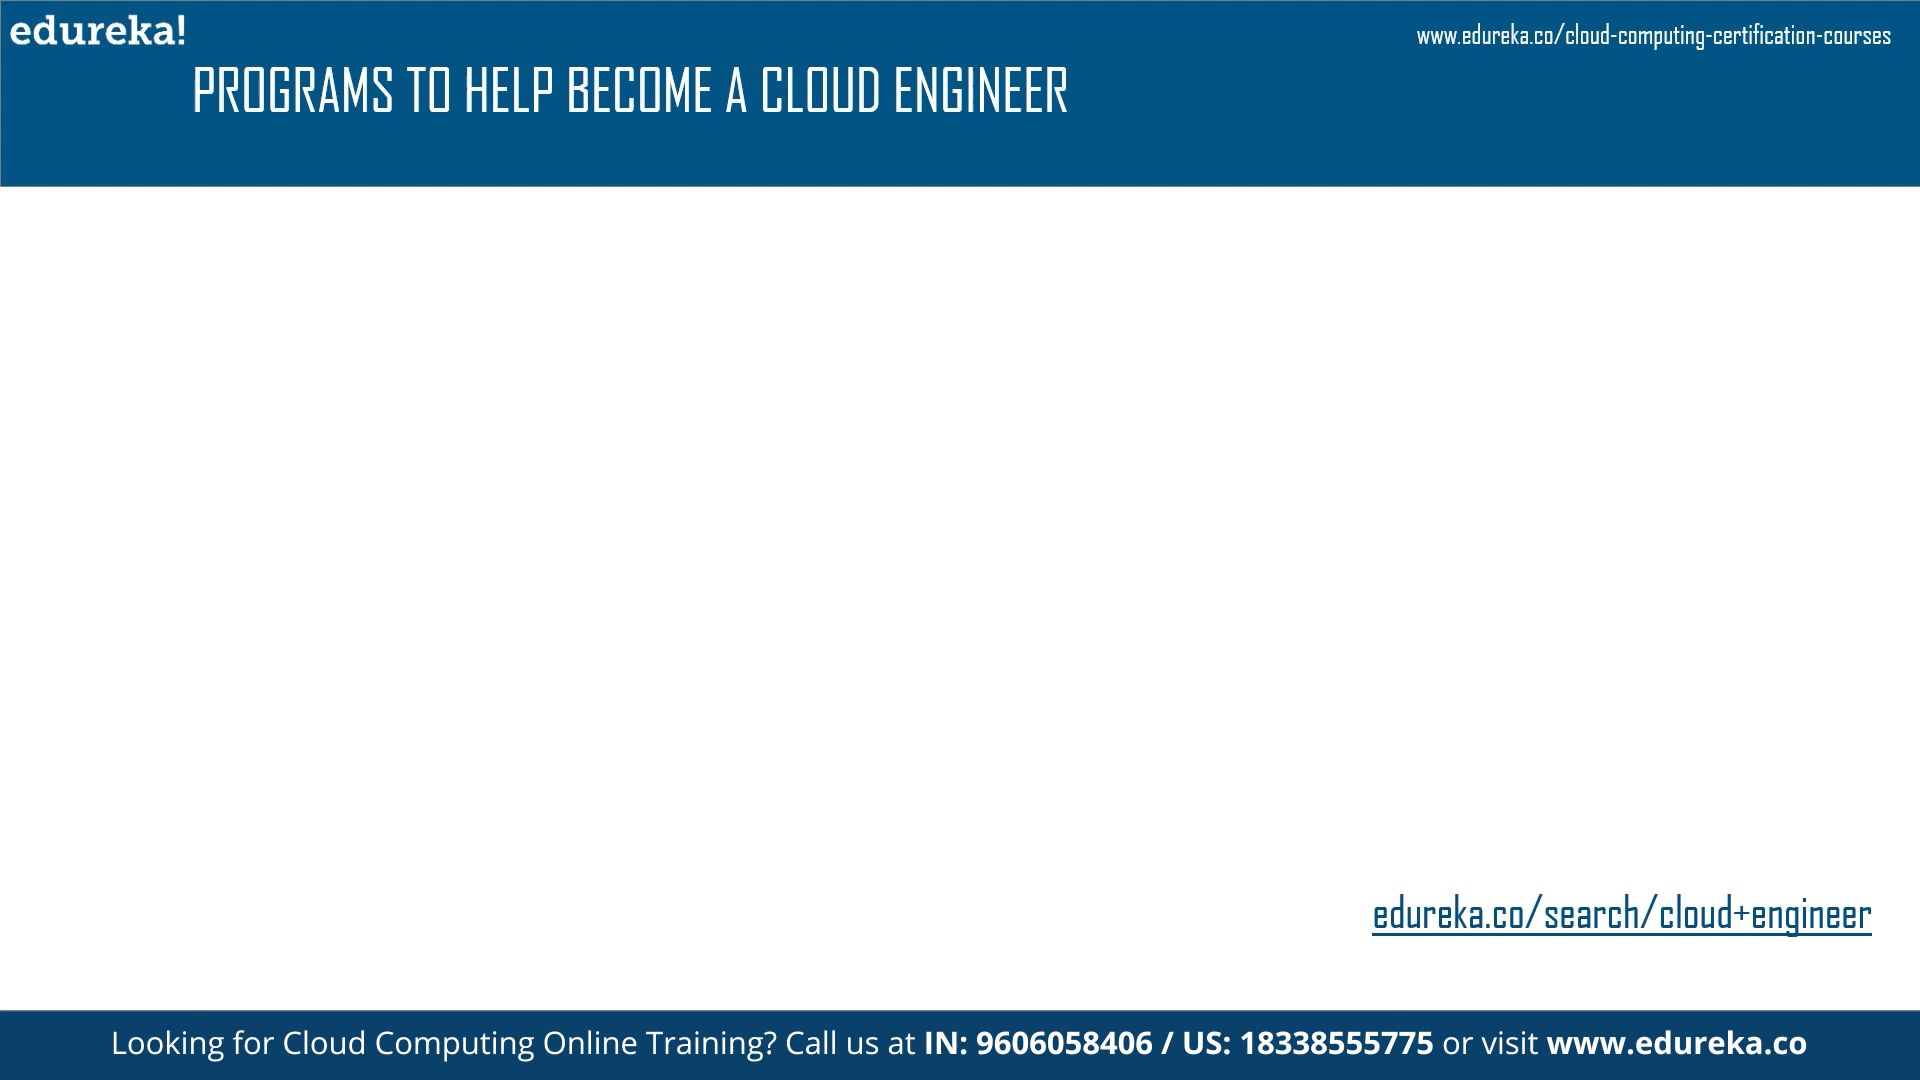 edureka!
www.edureka.co/cloud-computing-certification-courses
PROGRAMS TO HELP BECOME A CLOUD ENGINEER
edureka.co/search/cloud+engineer
Looking for Cloud Computing Online Training? Call us at IN: 9606058406 / US: 18338555775 or visit www.edureka.co